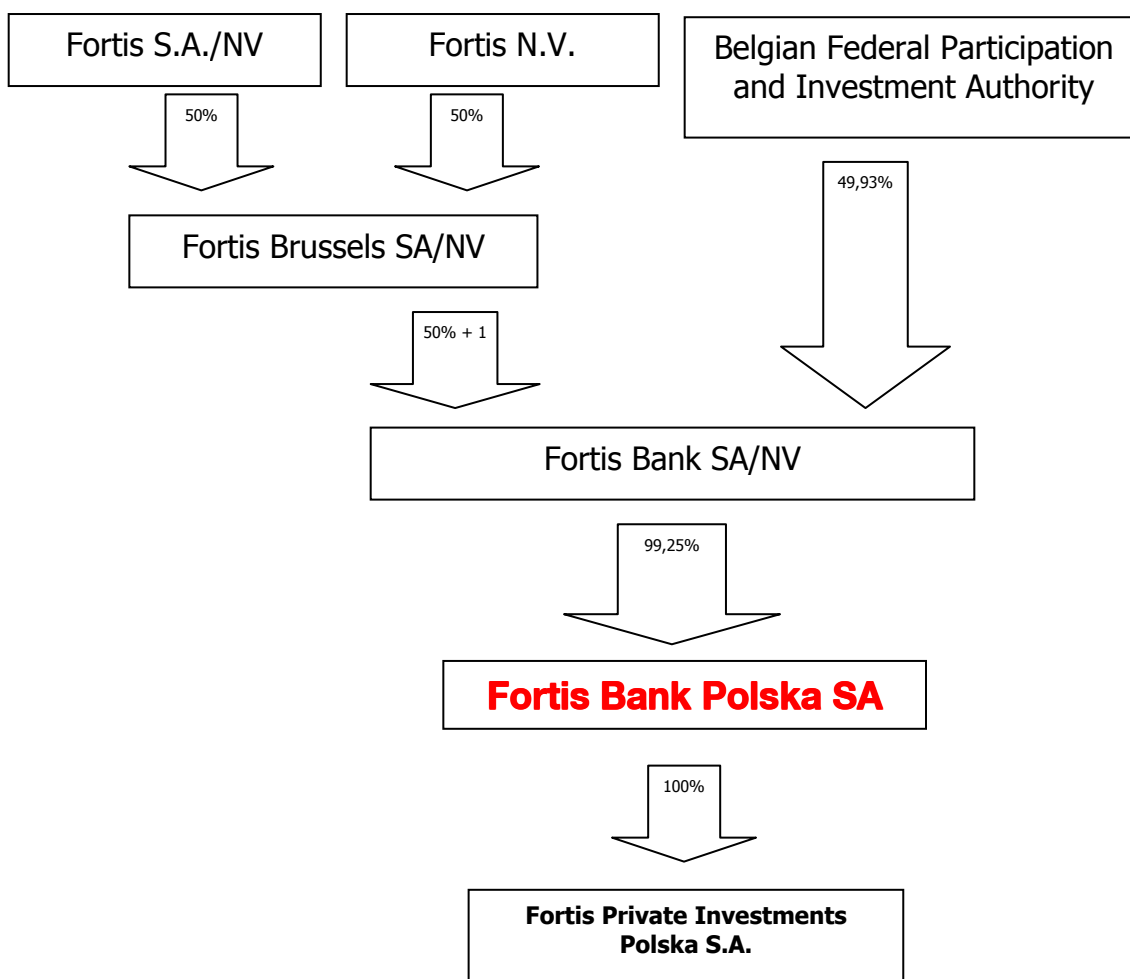 Fortis S.A./NV
Fortis N.V.
Belgian Federal Participation
and Investment Authority
50%
50%
49,93%
Fortis Brussels SA/NV
50% + 1
Fortis Bank SA/NV
99,25%
Fortis Bank Polska SA
100%
Fortis Private Investments
Polska S.A.